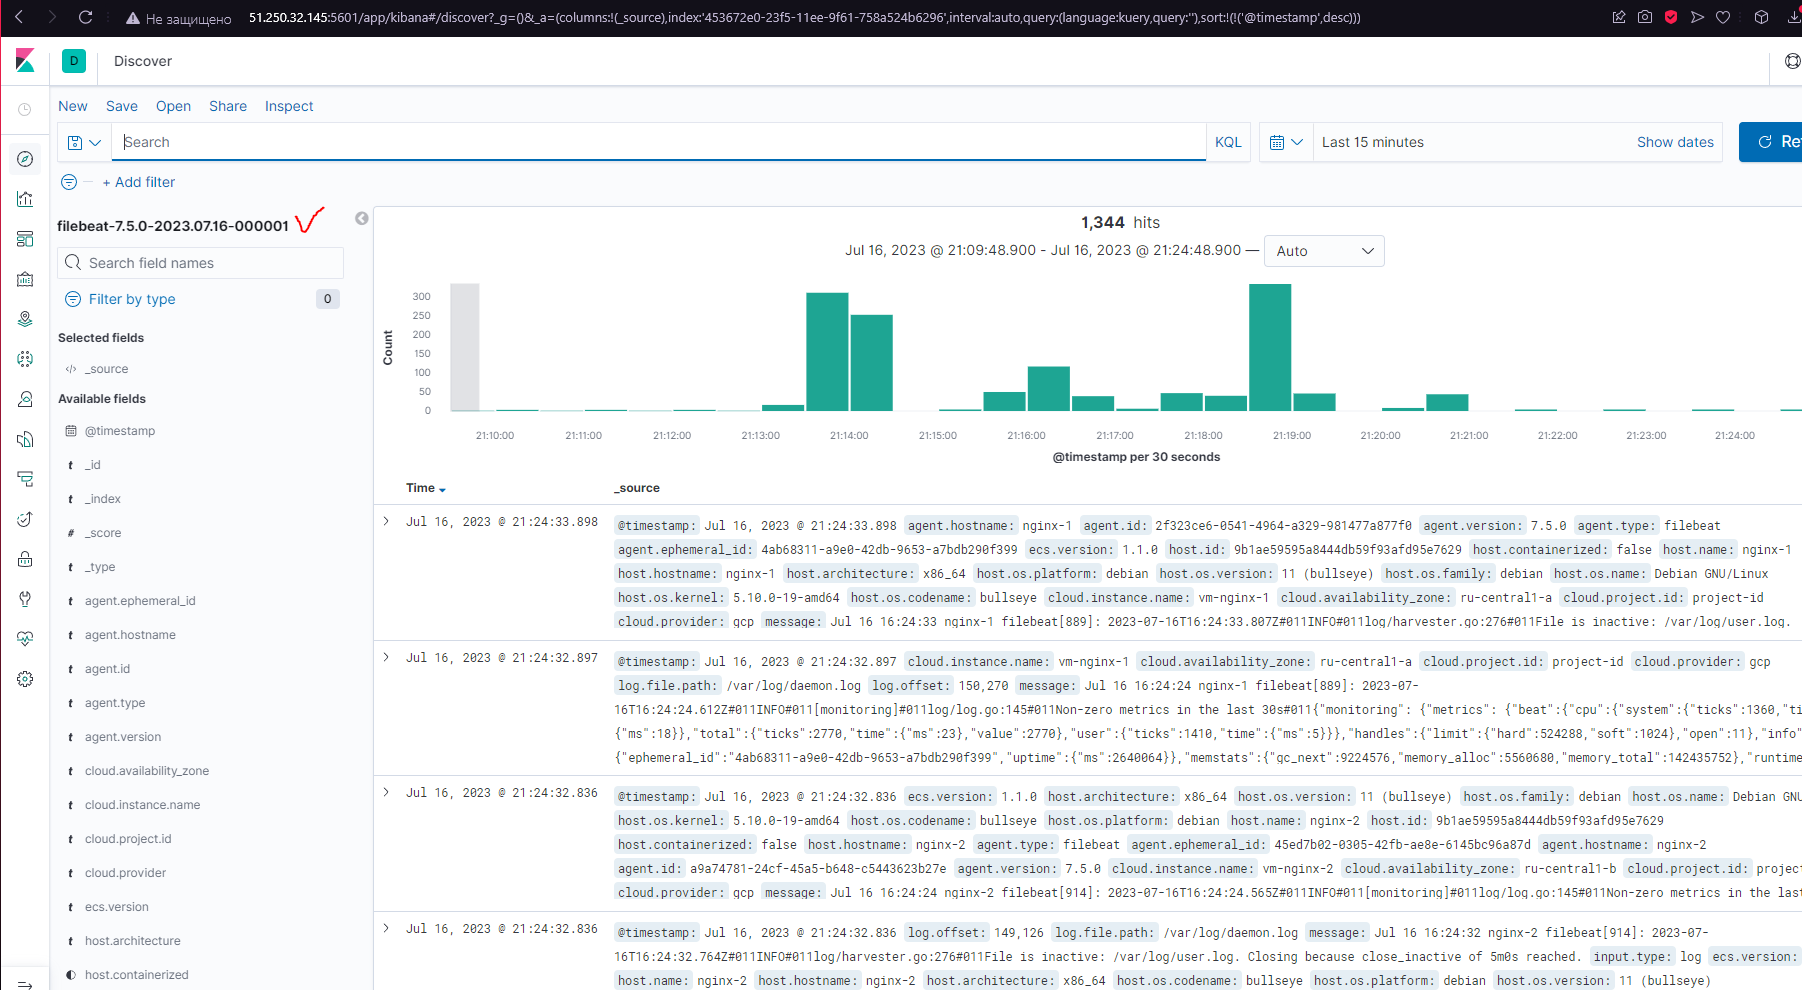 Не защищено 51.250.32.145:5601/app/kibana#/discover?_g=()&_a=(columns:!(_source),index:'453672e0-23f5-11ee-9f61-758a524b6296',interval:auto,query:(language:kuery,query:''),sort:!(!('@timestamp',desc)))
D Discover
New Save Open Share Inspect
Search KQL Last 15 minutes Show dates Re
+ Add filter
filebeat-7.5.0-2023.07.16-000001
Search field names
Filter by type 0
Selected fields
_source
Available fields
@timestamp
t _id
t _index
# _score
t _type
t agent.ephemeral_id
t agent.hostname
t agent.id
t agent.type
t agent.version
t cloud.availability_zone
t cloud.instance.name
t cloud.project.id
t cloud.provider
t ecs.version
t host.architecture
host.containerized
1,344 hits
Jul 16, 2023 @ 21:09:48.900 - Jul 16, 2023 @ 21:24:48.900 — Auto
Count
300
250
200
150
100
50
0
21:10:00 21:11:00 21:12:00 21:13:00 21:14:00 21:15:00 21:16:00 21:17:00 21:18:00 21:19:00 21:20:00 21:21:00 21:22:00 21:23:00 21:24:00
@timestamp per 30 seconds
Time _source
Jul 16, 2023 @ 21:24:33.898 @timestamp: Jul 16, 2023 @ 21:24:33.898 agent.hostname: nginx-1 agent.id: 2f323ce6-0541-4964-a329-981477a877f0 agent.version: 7.5.0 agent.type: filebeat
agent.ephemeral_id: 4ab68311-a9e0-42db-9653-a7bdb290f399 ecs.version: 1.1.0 host.id: 9b1ae59595a8444db59f93afd95e7629 host.containerized: false host.name: nginx-1
host.hostname: nginx-1 host.architecture: x86_64 host.os.platform: debian host.os.version: 11 (bullseye) host.os.family: debian host.os.name: Debian GNU/Linux
host.os.kernel: 5.10.0-19-amd64 host.os.codename: bullseye cloud.instance.name: vm-nginx-1 cloud.availability_zone: ru-central1-a cloud.project.id: project-id
cloud.provider: gcp message: Jul 16 16:24:33 nginx-1 filebeat[889]: 2023-07-16T16:24:33.807Z#011INFO#011log/harvester.go:276#011File is inactive: /var/log/user.log.
Jul 16, 2023 @ 21:24:32.897 @timestamp: Jul 16, 2023 @ 21:24:32.897 cloud.instance.name: vm-nginx-1 cloud.availability_zone: ru-central1-a cloud.project.id: project-id cloud.provider: gcp
log.file.path: /var/log/daemon.log log.offset: 150,270 message: Jul 16 16:24:24 nginx-1 filebeat[889]: 2023-07-
16T16:24:24.612Z#011INFO#011[monitoring]#011log/log.go:145#011Non-zero metrics in the last 30s#011{"monitoring": {"metrics": {"beat":{"cpu":{"system":{"ticks":1360,"ti
{"ms":18}},"total":{"ticks":2770,"time":{"ms":23},"value":2770},"user":{"ticks":1410,"time":{"ms":5}}},"handles":{"limit":{"hard":524288,"soft":1024},"open":11},"info"
{"ephemeral_id":"4ab68311-a9e0-42db-9653-a7bdb290f399","uptime":{"ms":2640064}},"memstats":{"gc_next":9224576,"memory_alloc":5560680,"memory_total":142435752},"runtime
Jul 16, 2023 @ 21:24:32.836 @timestamp: Jul 16, 2023 @ 21:24:32.836 ecs.version: 1.1.0 host.architecture: x86_64 host.os.version: 11 (bullseye) host.os.family: debian host.os.name: Debian GNU
host.os.kernel: 5.10.0-19-amd64 host.os.codename: bullseye host.os.platform: debian host.name: nginx-2 host.id: 9b1ae59595a8444db59f93afd95e7629
host.containerized: false host.hostname: nginx-2 agent.type: filebeat agent.ephemeral_id: 45ed7b02-0305-42fb-ae8e-6145bc96a87d agent.hostname: nginx-2
agent.id: a9a74781-24cf-45a5-b648-c5443623b27e agent.version: 7.5.0 cloud.instance.name: vm-nginx-2 cloud.availability_zone: ru-central1-b cloud.project.id: project
cloud.provider: gcp message: Jul 16 16:24:24 nginx-2 filebeat[914]: 2023-07-16T16:24:24.565Z#011INFO#011[monitoring]#011log/log.go:145#011Non-zero metrics in the last
Jul 16, 2023 @ 21:24:32.836 @timestamp: Jul 16, 2023 @ 21:24:32.836 log.offset: 149,126 log.file.path: /var/log/daemon.log message: Jul 16 16:24:32 nginx-2 filebeat[914]: 2023-07-
16T16:24:32.764Z#011INFO#011log/harvester.go:276#011File is inactive: /var/log/user.log. Closing because close_inactive of 5m0s reached. input.type: log ecs.version:
host.name: nginx-2 host.hostname: nginx-2 host.architecture: x86_64 host.os.codename: bullseye host.os.platform: debian host.os.version: 11 (bullseye)